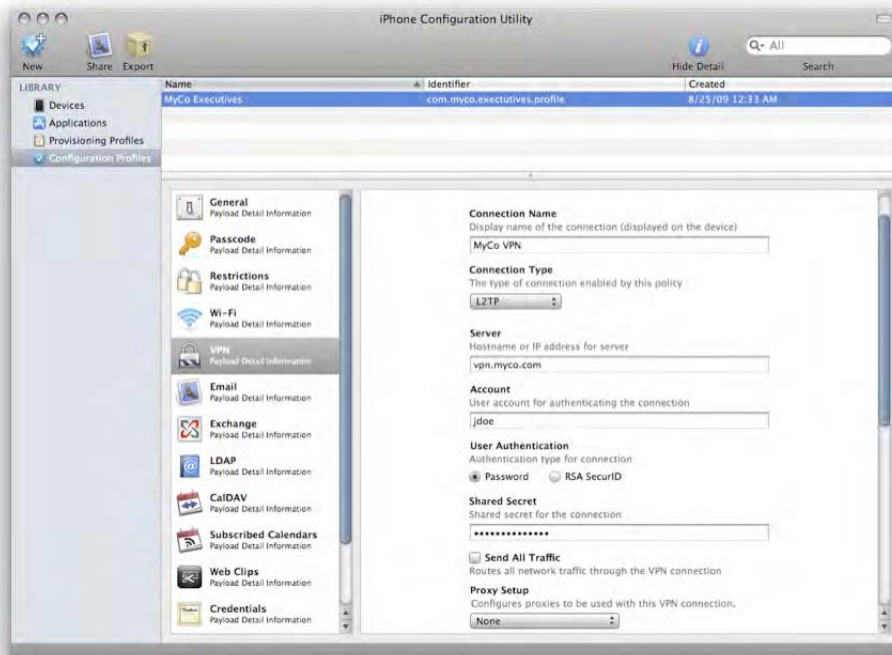 iPhone Configuration Utility
New
Share
Export
Hide Detail
All
Search
LIBRARY
Devices
Applications
Provisioning Profiles
Configuration Profiles
Name
Identifier
Created
MyCo Executives
com.myco.exectutives.profile
8/25/09 12:33 AM
General
Payload Detail Information
Passcode
Payload Detail Information
Restrictions
Payload Detail Information
Wi-Fi
Payload Detail Information
VPN
Payload Detail Information
Email
Payload Detail Information
Exchange
Payload Detail Information
LDAP
Payload Detail Information
CalDAV
Payload Detail Information
Subscribed Calendars
Payload Detail Information
Web Clips
Payload Detail Information
Credentials
Payload Detail Information
Connection Name
Display name of the connection (displayed on the device)
MyCo VPN
Connection Type
The type of connection enabled by this policy
L2TP
Server
Hostname or IP address for server
vpn.myco.com
Account
User account for authenticating the connection
jdoe
User Authentication
Authentication type for connection
Password
RSA SecurID
Shared Secret
Shared secret for the connection
••••••••••••••
Send All Traffic
Routes all network traffic through the VPN connection
Proxy Setup
Configures proxies to be used with this VPN connection.
None